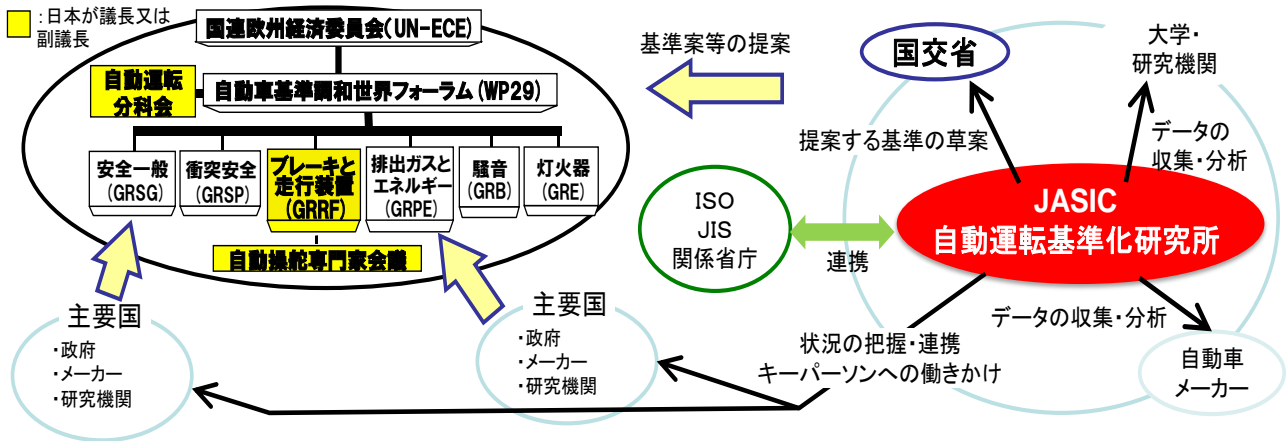 :日本が議長又は
副議長
国連欧州経済委員会(UN-ECE)
自動運転
分科会
自動車基準調和世界フォーラム(WP29)
安全一般
(GRSG)
衝突安全
(GRSP)
ブレーキと
走行装置
(GRRF)
排出ガスと
エネルギー
(GRPE)
騒音
(GRB)
灯火器
(GRE)
自動操舵専門家会議
主要国
・政府
・メーカー
・研究機関
主要国
・政府
・メーカー
・研究機関
基準案等の提案
国交省
大学・
研究機関
提案する基準の草案
データの
収集・分析
ISO
JIS
関係省庁
連携
JASIC
自動運転基準化研究所
データの収集・分析
状況の把握・連携
キーパーソンへの働きかけ
自動車
メーカー